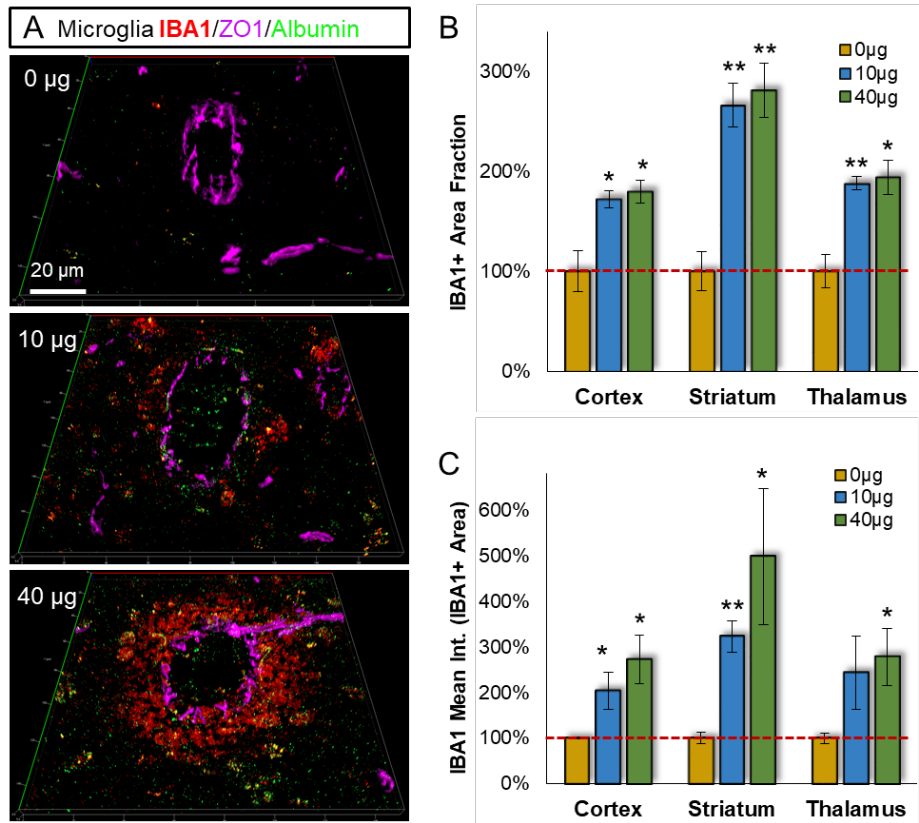 A Microglia IBA1/ZO1/Albumin
0 µg
20 µm
10 µg
40 µg
B
IBA1+ Area Fraction
300%
200%
100%
0%
0µg
10µg
40µg
* * ** ** ** *
Cortex Striatum Thalamus
C
IBA1 Mean Int. (IBA1+ Area)
600%
500%
400%
300%
200%
100%
0%
0µg
10µg
40µg
* * ** * *
Cortex Striatum Thalamus